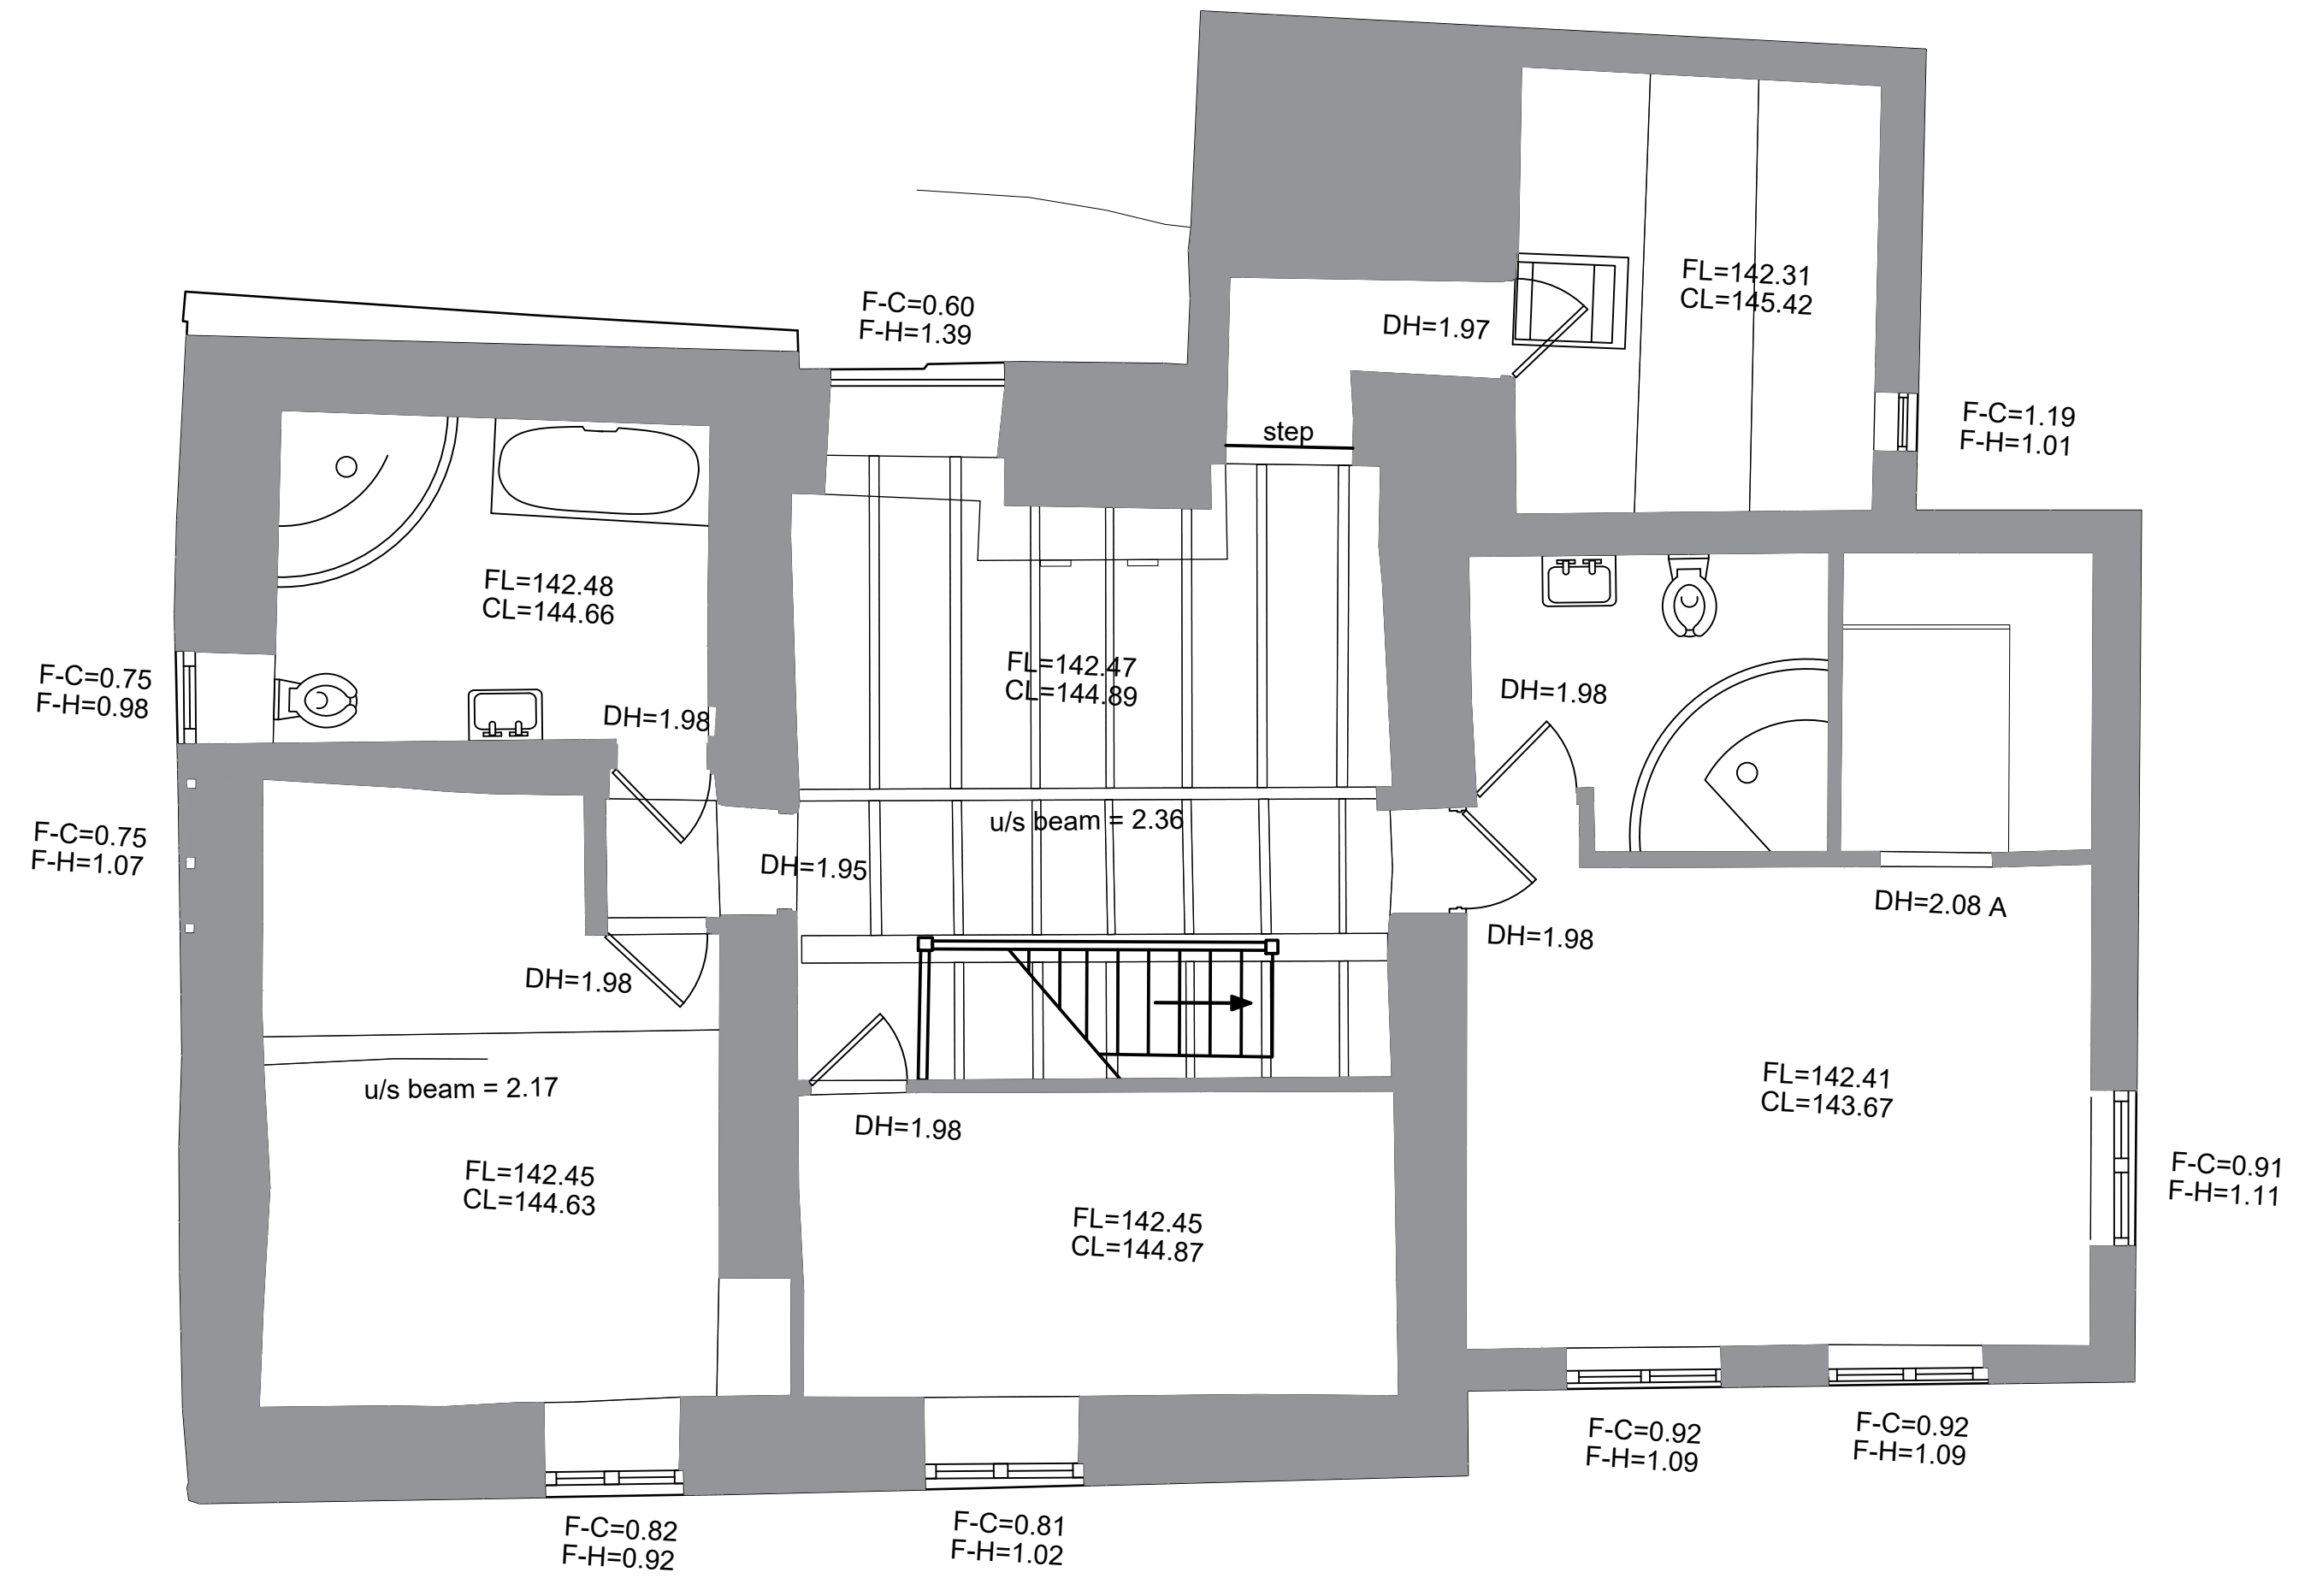 FL=142.31
CL=145.42
F-C=0.60
F-H=1.39
DH=1.97
F-C=1.19
F-H=1.01
step
FL=142.48
CL=144.66
FL=142.47
CL=144.89
F-C=0.75
F-H=0.98
DH=1.98
DH=1.98
u/s beam = 2.36
F-C=0.75
F-H=1.07
DH=1.95
DH=2.08 A
DH=1.98
DH=1.98
u/s beam = 2.17
FL=142.41
CL=143.67
DH=1.98
F-C=0.91
F-H=1.11
FL=142.45
CL=144.63
FL=142.45
CL=144.87
F-C=0.92
F-H=1.09
F-C=0.92
F-H=1.09
F-C=0.82
F-H=0.92
F-C=0.81
F-H=1.02